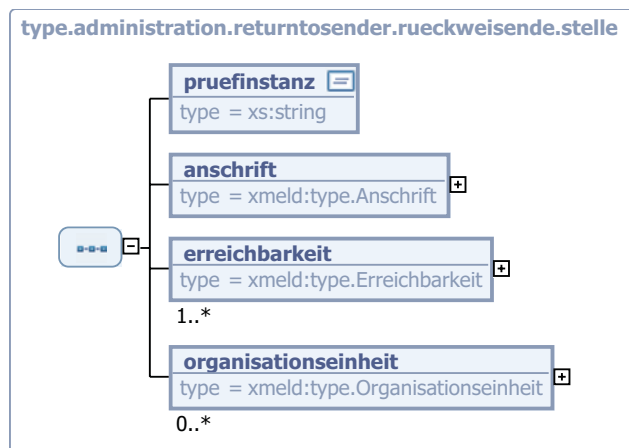 type.administration.returntosender.rueckweisende.stelle
pruefinstanz
type = xs:string
anschrift
type = xmeld:type.Anschrift
erreichbarkeit
type = xmeld:type.Erreichbarkeit
1..*
organisationseinheit
type = xmeld:type.Organisationseinheit
0..*